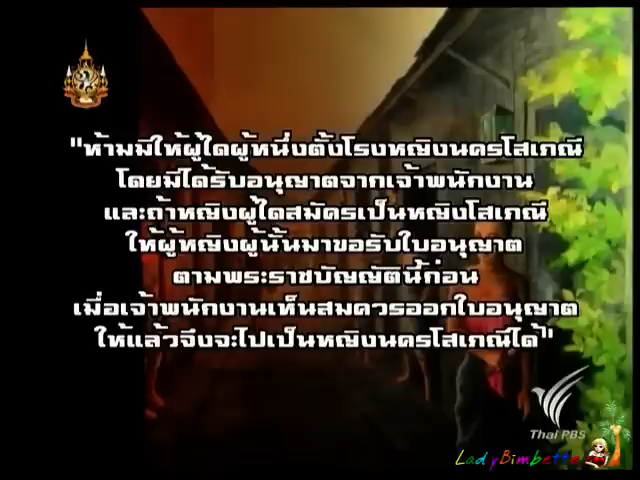 "ห้ามมิให้ผู้ใดผู้หนึ่งตั้งโรงหญิงนครโสเภณี
โดยมิได้รับอนุญาตจากเจ้าพนักงาน
และถ้าหญิงผู้ใดสมัครเป็นหญิงโสเภณี
ให้ผู้หญิงผู้นั้นมาขอรับใบอนุญาต
ตามพระราชบัญญัตินี้ก่อน
เมื่อเจ้าพนักงานเห็นสมควรออกใบอนุญาต
ให้แล้วจึงจะไปเป็นหญิงนครโสเภณีได้"
Thai PBS
LadyBimbette